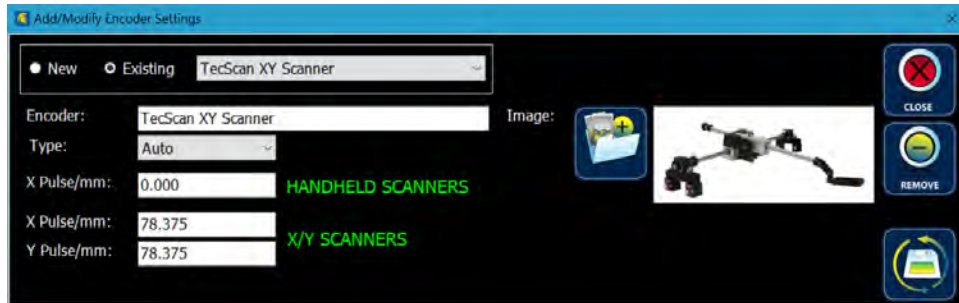 Add/Modify Encoder Settings
New Existing TecScan XY Scanner
CLOSE
Encoder: TecScan XY Scanner Image:
Type: Auto
X Pulse/mm: 0.000 HANDHELD SCANNERS
REMOVE
X Pulse/mm: 78.375
X/Y SCANNERS
Y Pulse/mm: 78.375